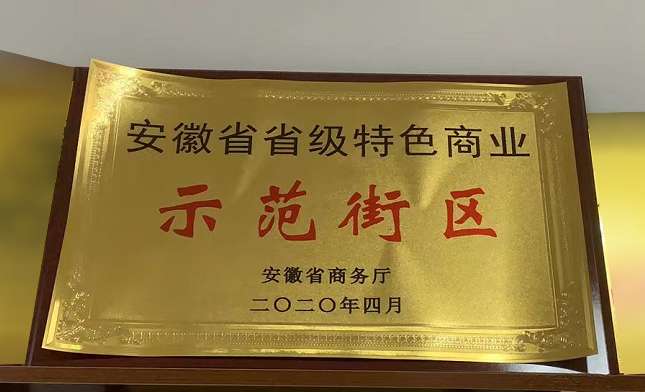 安徽省省级特色商业
示范街区
安徽省商务厅
二〇二〇年四月